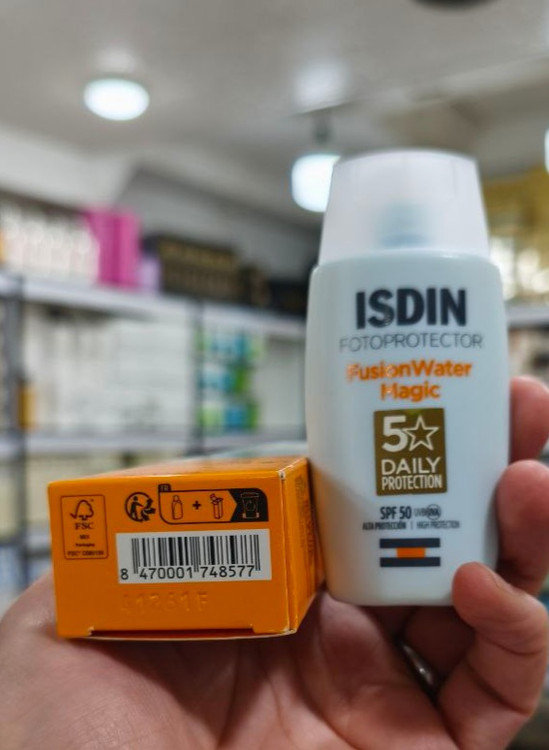 ISDIN
FOTOPROTECTOR
FusionWater
Magic
5
DAILY
PROTECTION
SPF 50
ALTA PROTECCIÓN | HIGH PROTECTION
FSC
8 470001 748577